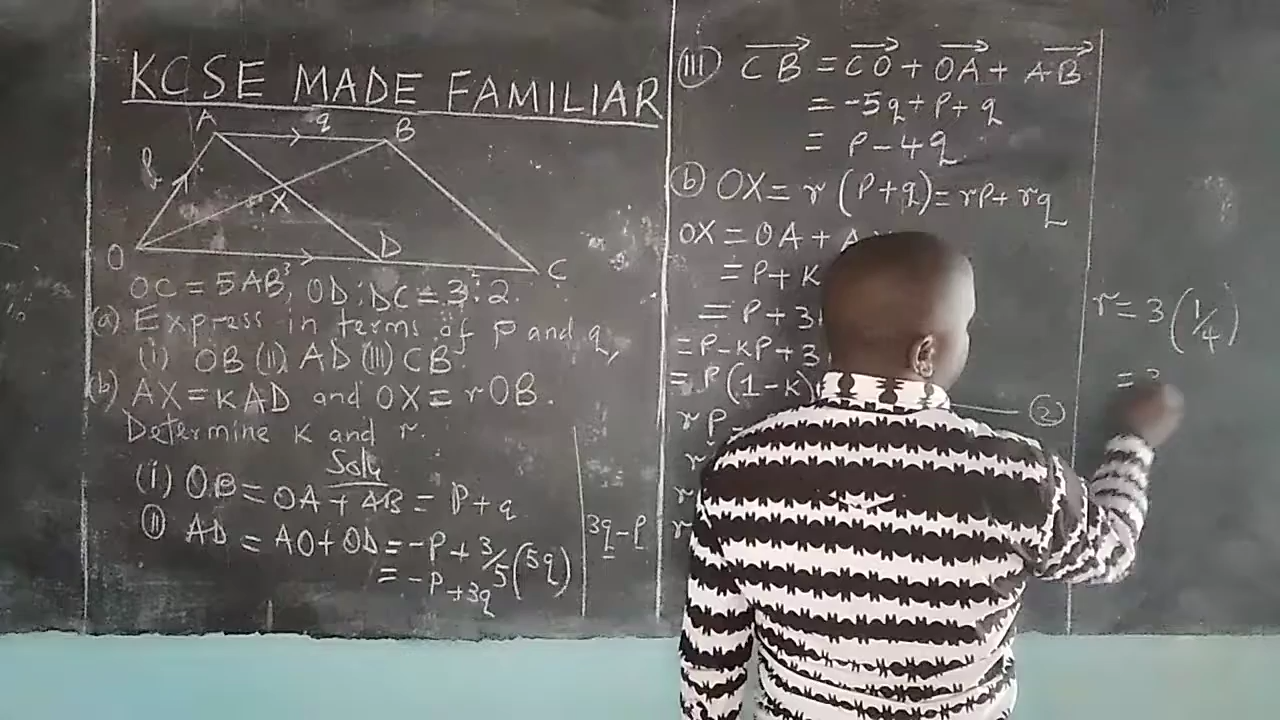 KCSE MADE FAMILIAR
A q B
X
O D C
OC = 5AB, OD:DC = 3:2.
(a) Express in terms of P and q,
(i) OB (ii) AD (iii) CB.
(b) AX = KAD and OX = rOB.
Determine K and r.
Soln
(i) OB = OA + AB = P + q
(ii) AD = AO + OD = -P + 3/5(5q)
= -P + 3q
3q - P
(iii) CB = CO + OA + AB
= -5q + P + q
= P - 4q
(b) OX = r(P+q) = rP + rq
OX = OA + A
= P + K
= P + 3
= P - KP + 3
= P(1 - K)
rP
(2)
r
r
r
r = 3(1/4)
=